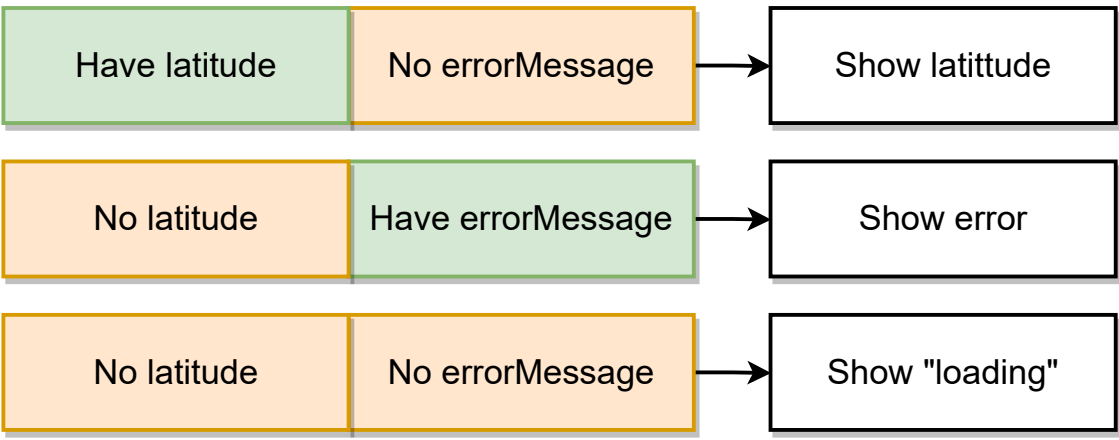 Have latitude No errorMessage Show latittude
No latitude Have errorMessage Show error
No latitude No errorMessage Show "loading"